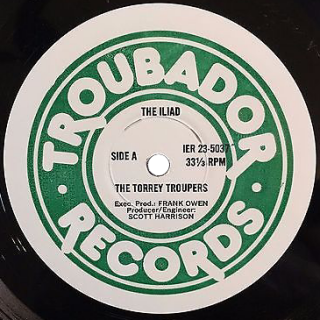 TROUBADOR
THE ILIAD
SIDE A
IER 23-5037
33⅓ RPM
THE TORREY TROUPERS
Exec. Prod.: FRANK OWEN
Producer/Engineer:
SCOTT HARRISON
RECORDS